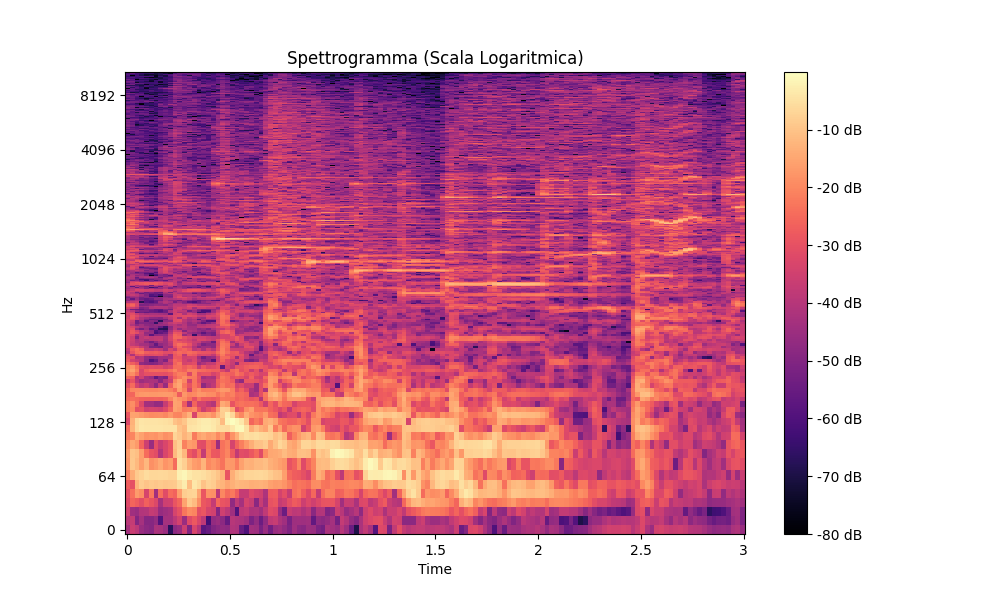 Spettrogramma (Scala Logaritmica)
8192
4096
2048
1024
512
256
128
64
0
Hz
0 0.5 1 1.5 2 2.5 3
Time
-10 dB
-20 dB
-30 dB
-40 dB
-50 dB
-60 dB
-70 dB
-80 dB